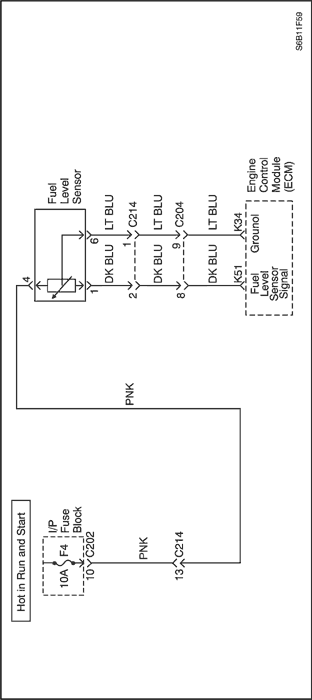 Hot in Run and Start
I/P
Fuse
Block
F4
10A
10
C202
PNK
13
C214
PNK
Fuel
Level
Sensor
4
1
6
DK BLU
LT BLU
2
1
C214
DK BLU
LT BLU
8
9
C204
DK BLU
LT BLU
K51
K34
Fuel
Level
Sensor
Signal
Grounol
Engine
Control
Module
(ECM)
S6B11F59